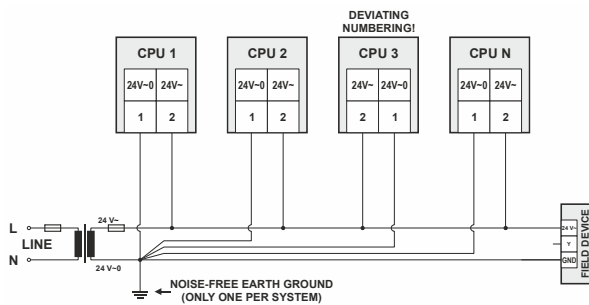 DEVIATING
NUMBERING!
CPU 1
CPU 2
CPU 3
CPU N
24V~0 24V~
24V~0 24V~
24V~ 24V~0
24V~0 24V~
1 2
1 2
2 1
1 2
24 V~
L
LINE
N
24 V~0
24 V~
Y
GND
FIELD DEVICE
NOISE-FREE EARTH GROUND
(ONLY ONE PER SYSTEM)